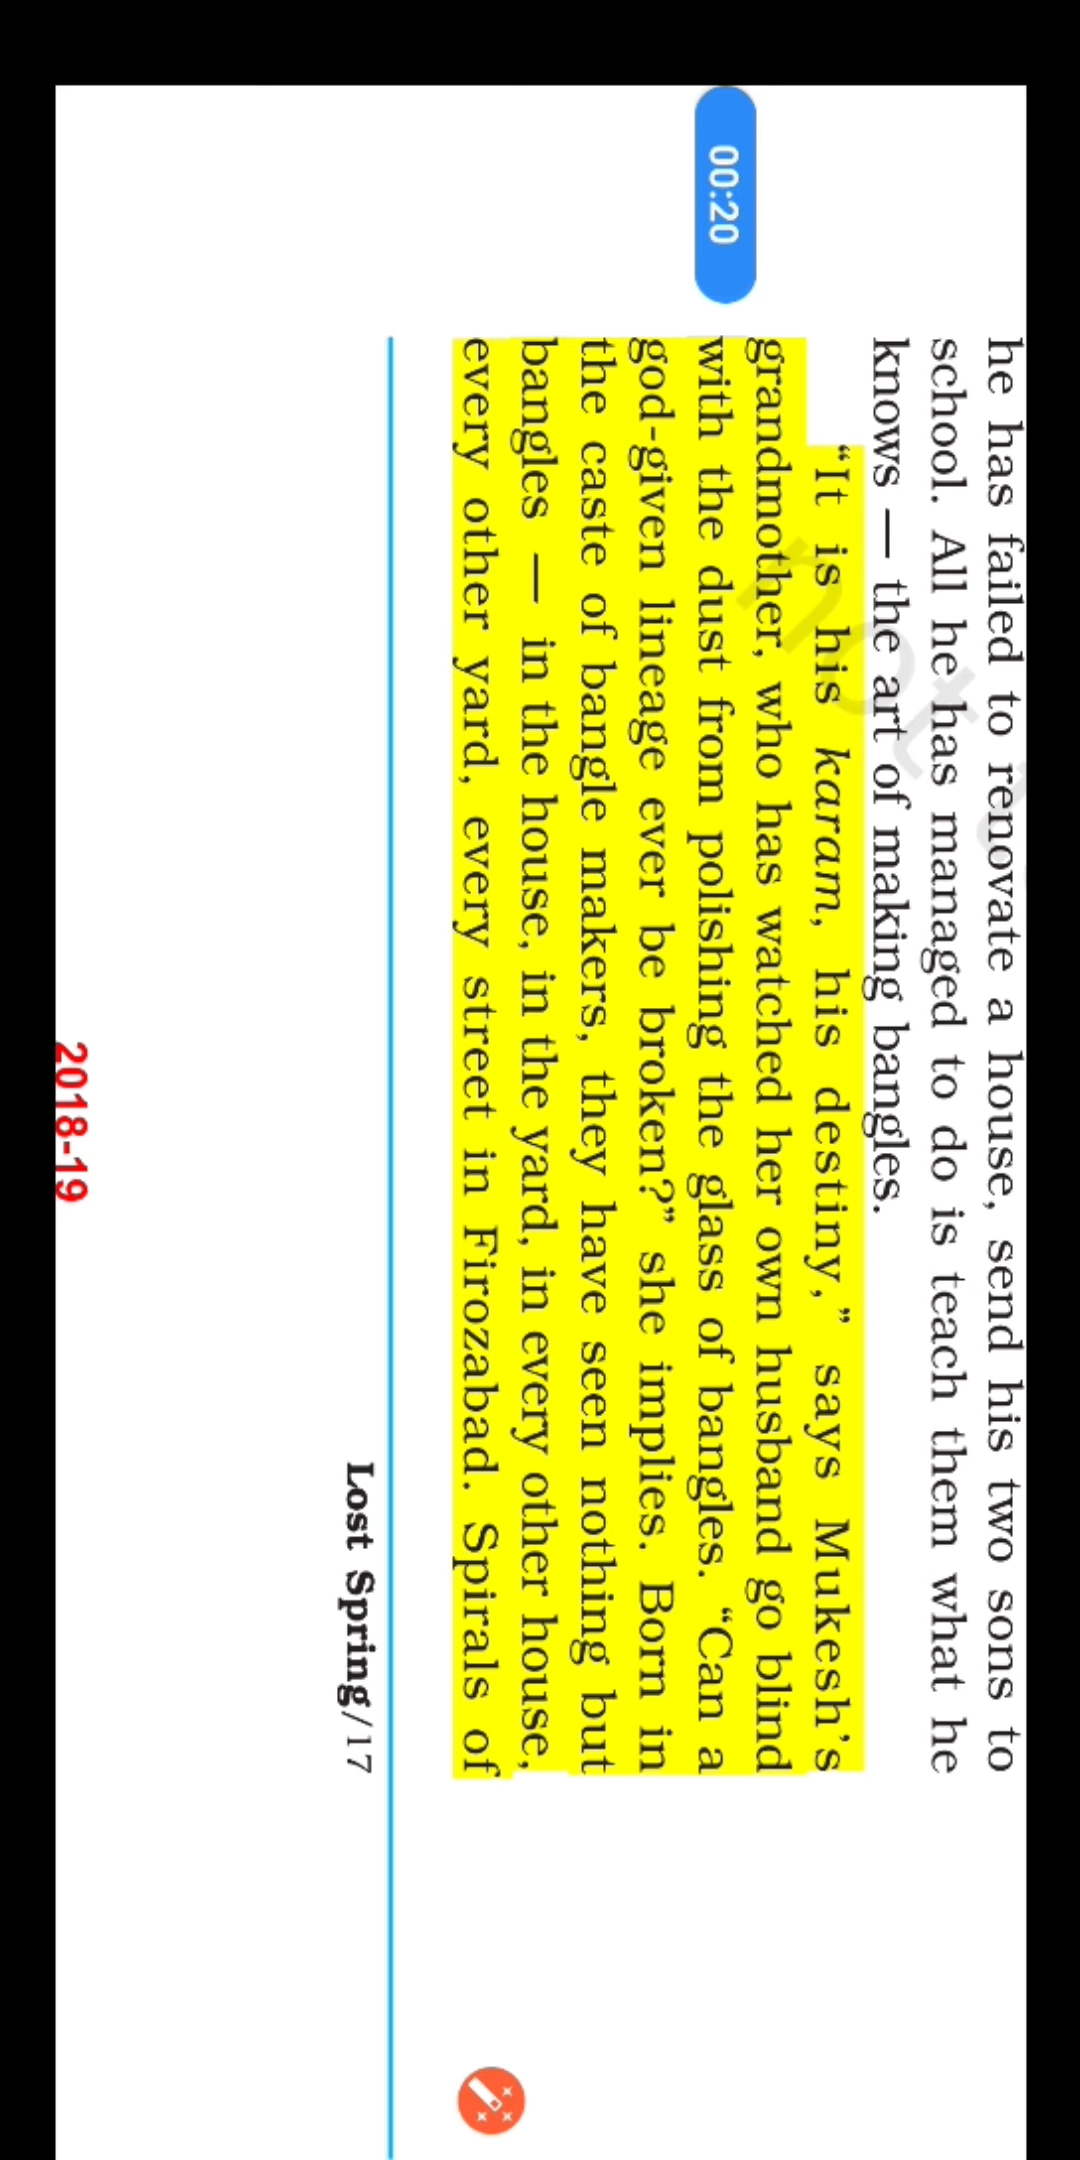 00:20
he has failed to renovate a house, send his two sons to
school. All he has managed to do is teach them what he
knows — the art of making bangles.
“It is his karam, his destiny,” says Mukesh’s
grandmother, who has watched her own husband go blind
with the dust from polishing the glass of bangles. “Can a
god-given lineage ever be broken?” she implies. Born in
the caste of bangle makers, they have seen nothing but
bangles — in the house, in the yard, in every other house,
every other yard, every street in Firozabad. Spirals of
Lost Spring/17
2018-19
not